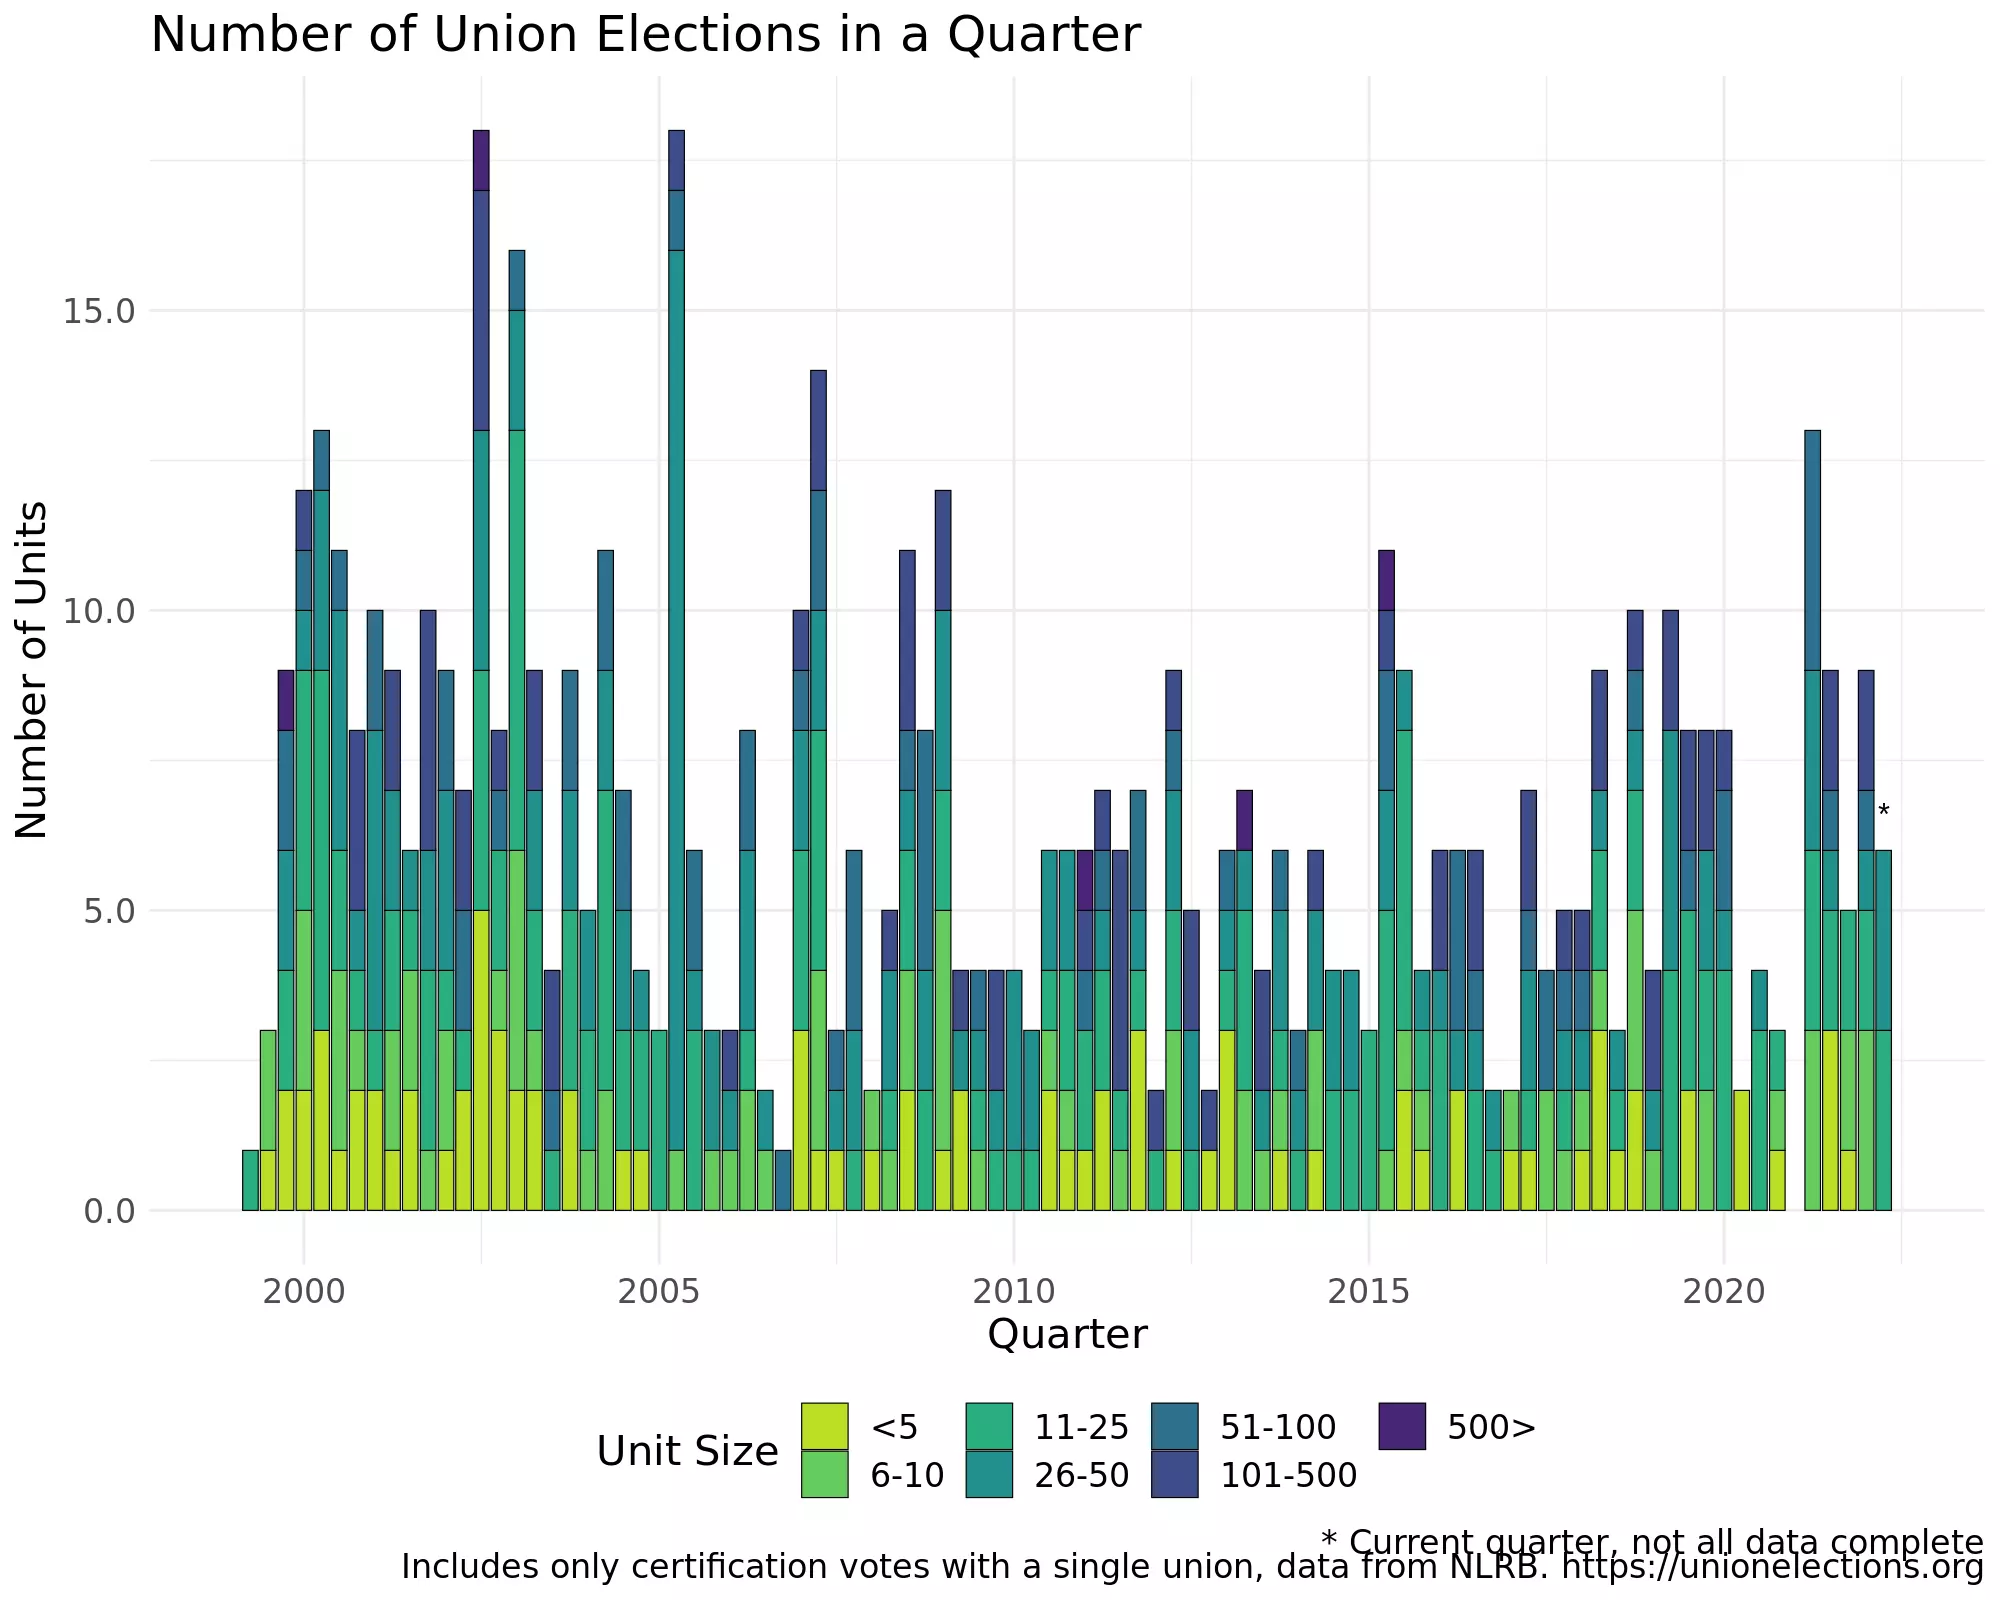 Number of Union Elections in a Quarter
Number of Units
15.0
10.0
5.0
0.0
*
2000 2005 2010 2015 2020
Quarter
Unit Size
<5 11-25 51-100 500>
6-10 26-50 101-500
* Current quarter, not all data complete
Includes only certification votes with a single union, data from NLRB. https://unionelections.org